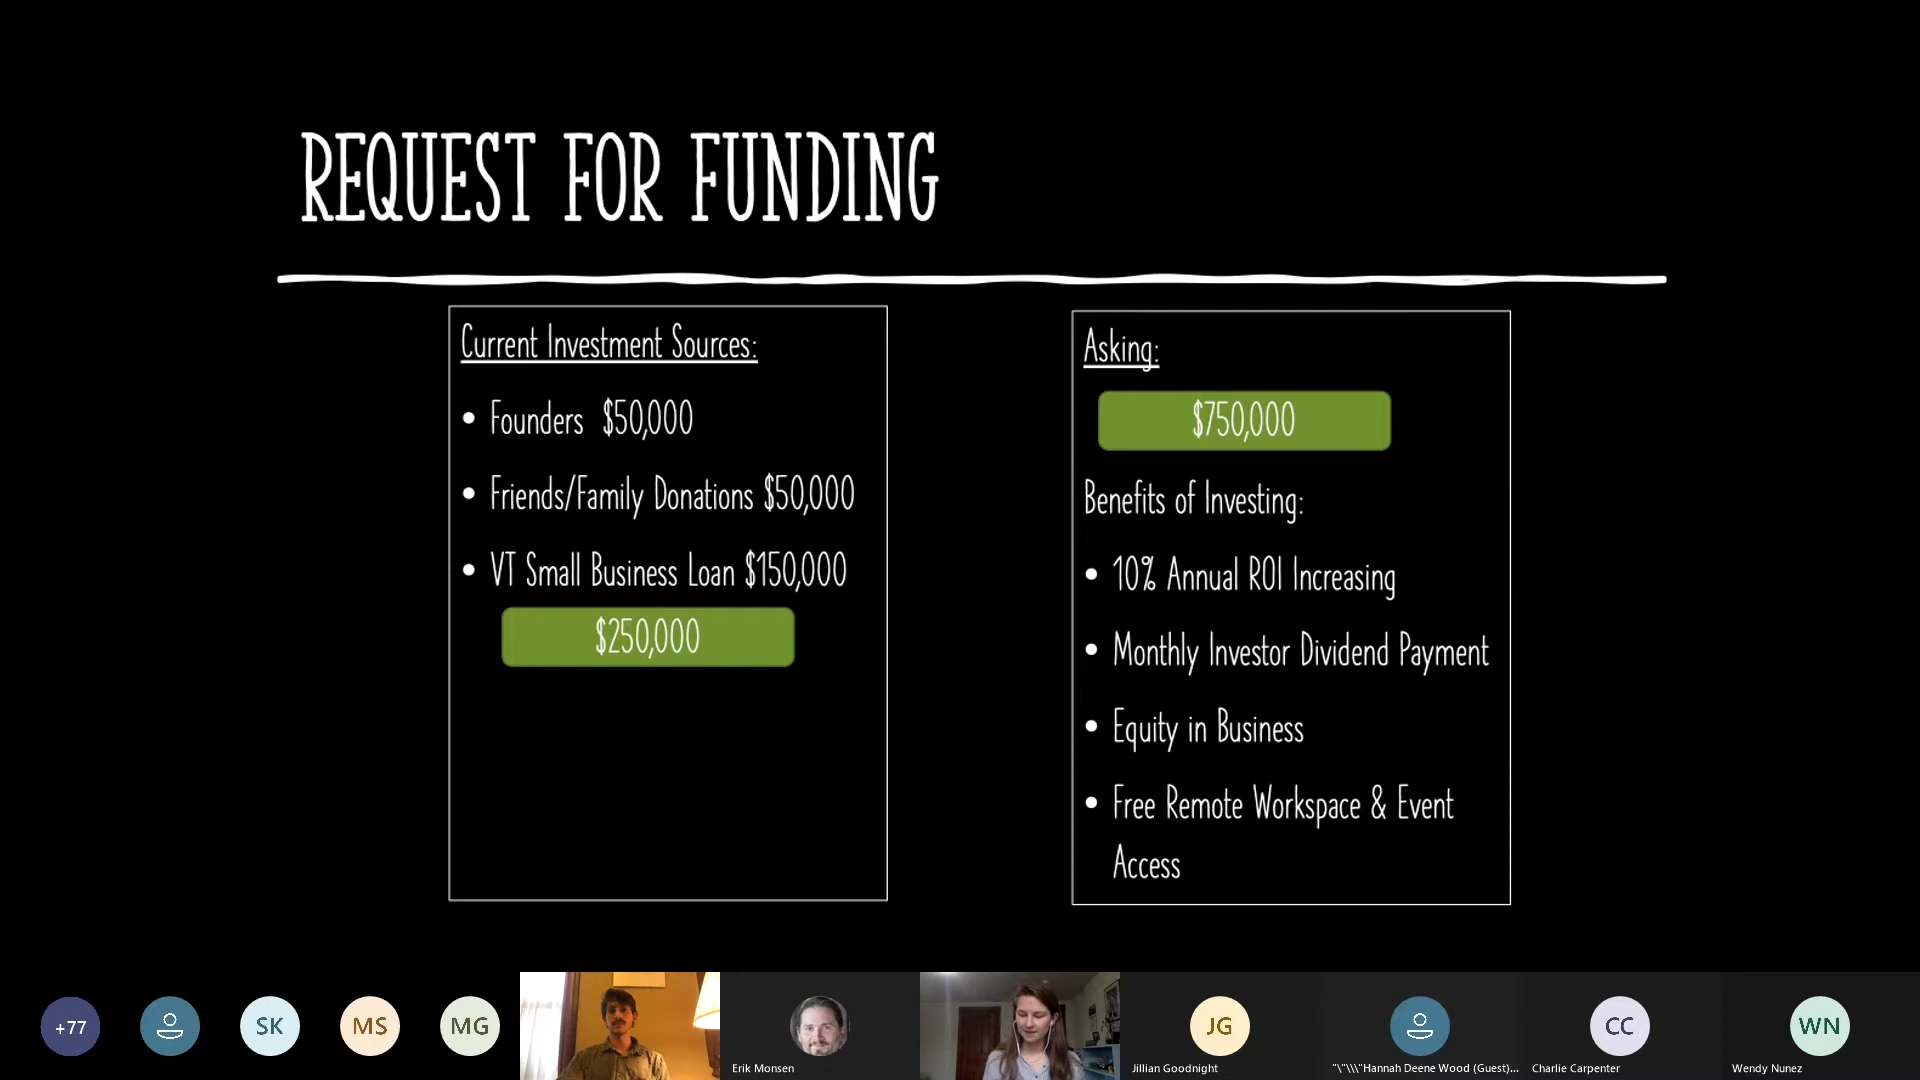 REQUEST FOR FUNDING
Current Investment Sources:
• Founders $50,000
• Friends/Family Donations $50,000
• VT Small Business Loan $150,000
$250,000
Asking:
$750,000
Benefits of Investing:
• 10% Annual ROI Increasing
• Monthly Investor Dividend Payment
• Equity in Business
• Free Remote Workspace & Event
Access
+77
SK
MS
MG
Erik Monsen
JG
Jillian Goodnight
"\"\\\"Hannah Deene Wood (Guest)...
CC
Charlie Carpenter
WN
Wendy Nunez